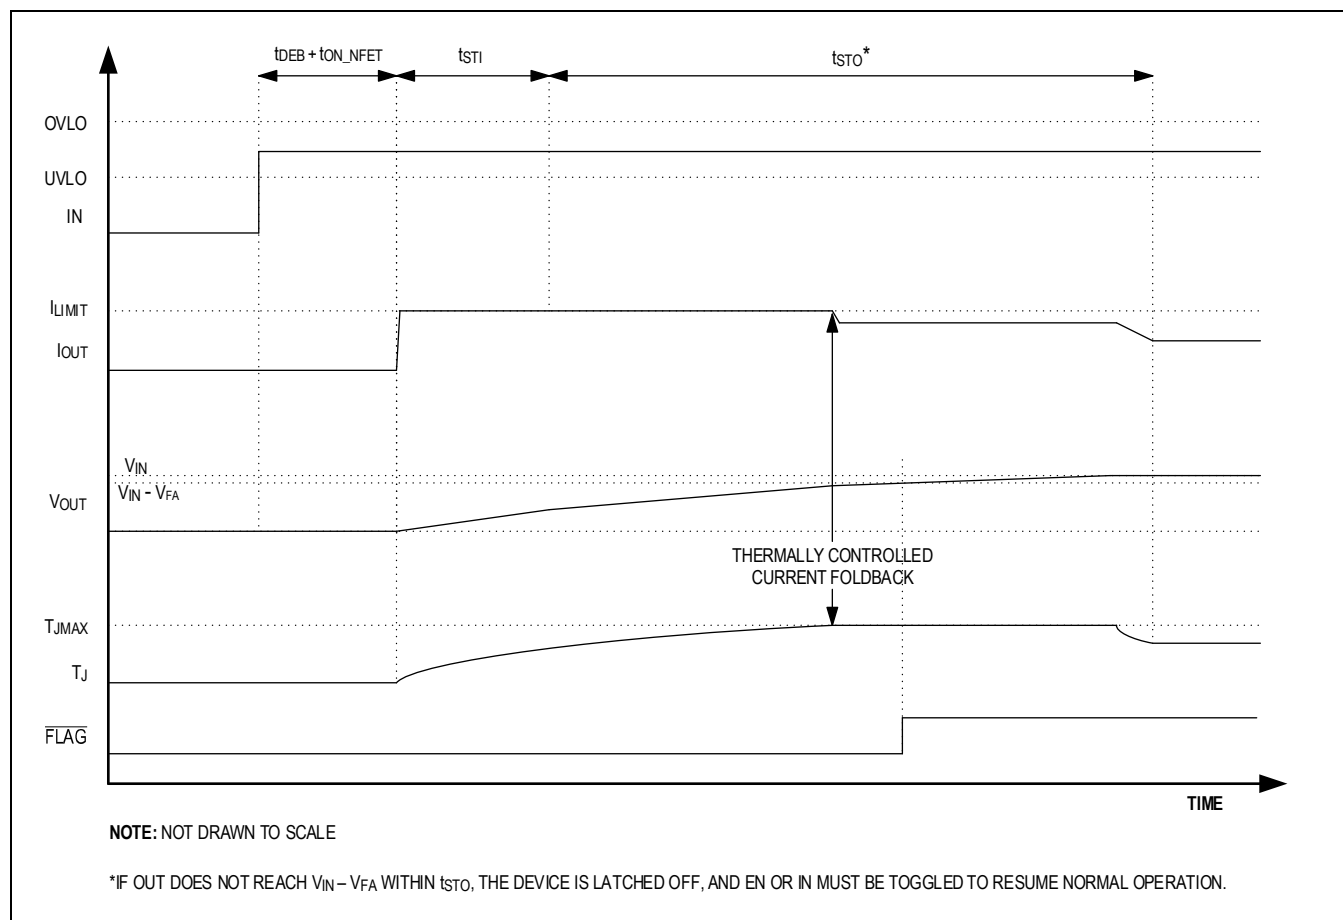 tDEB + tON_NFET
tSTI
tSTO*
OVLO
UVLO
IN
ILIMIT
IOUT
VIN
VIN - VFA
VOUT
THERMALLY CONTROLLED
CURRENT FOLDBACK
TJMAX
TJ
FLAG
TIME
NOTE: NOT DRAWN TO SCALE
*IF OUT DOES NOT REACH VIN – VFA WITHIN tSTO, THE DEVICE IS LATCHED OFF, AND EN OR IN MUST BE TOGGLED TO RESUME NORMAL OPERATION.